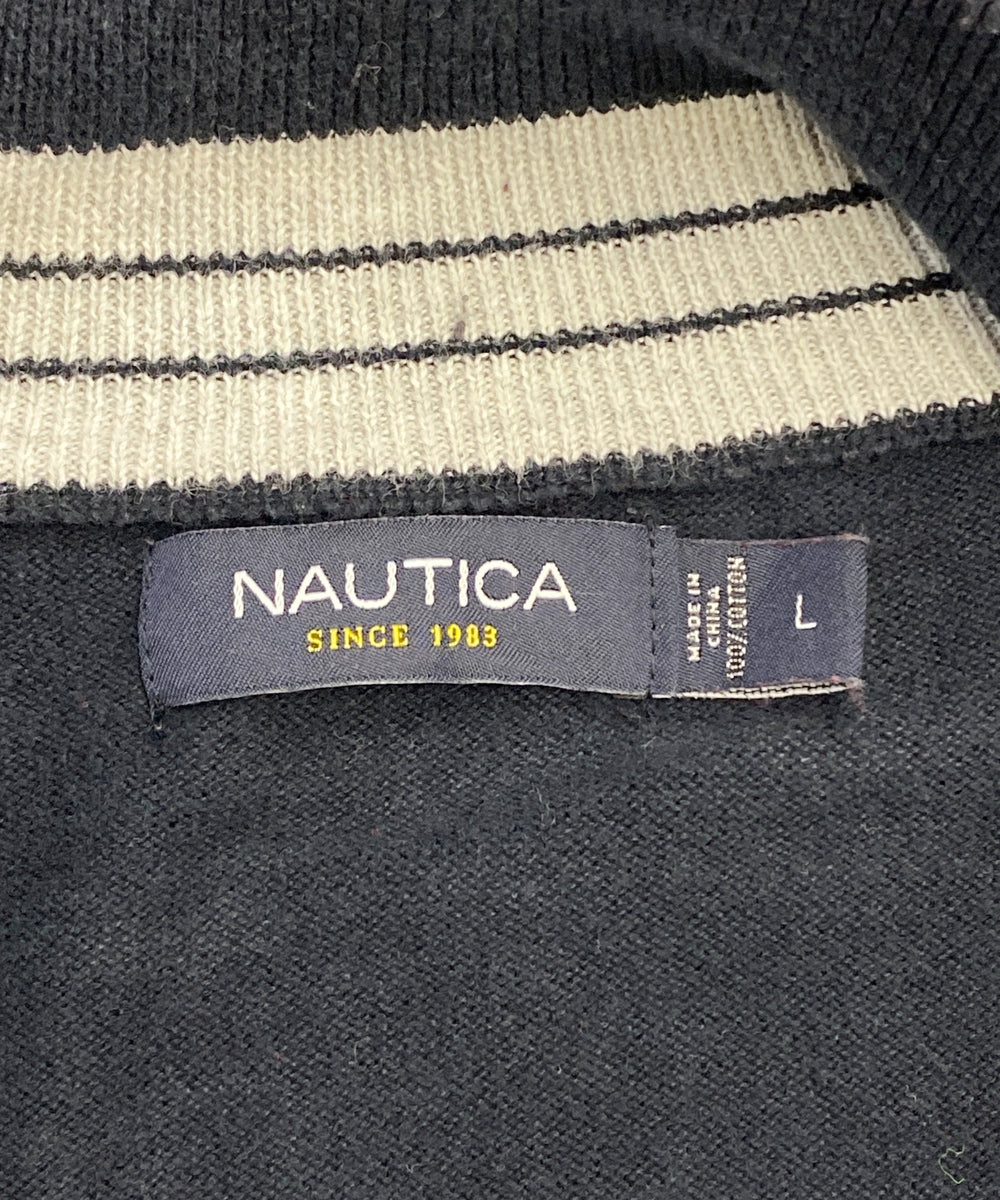 NAUTICA
SINCE 1983
MADE IN
CHINA
100% COTTON
L